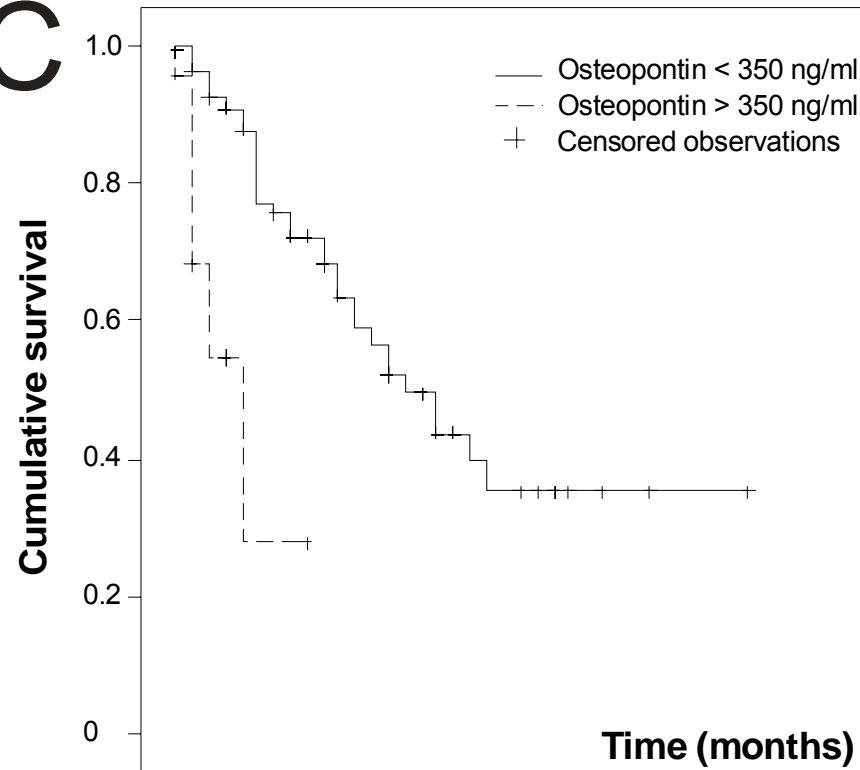 C
1.0
0.8
0.6
0.4
0.2
0
Cumulative survival
Osteopontin < 350 ng/ml
Osteopontin > 350 ng/ml
Censored observations
Time (months)